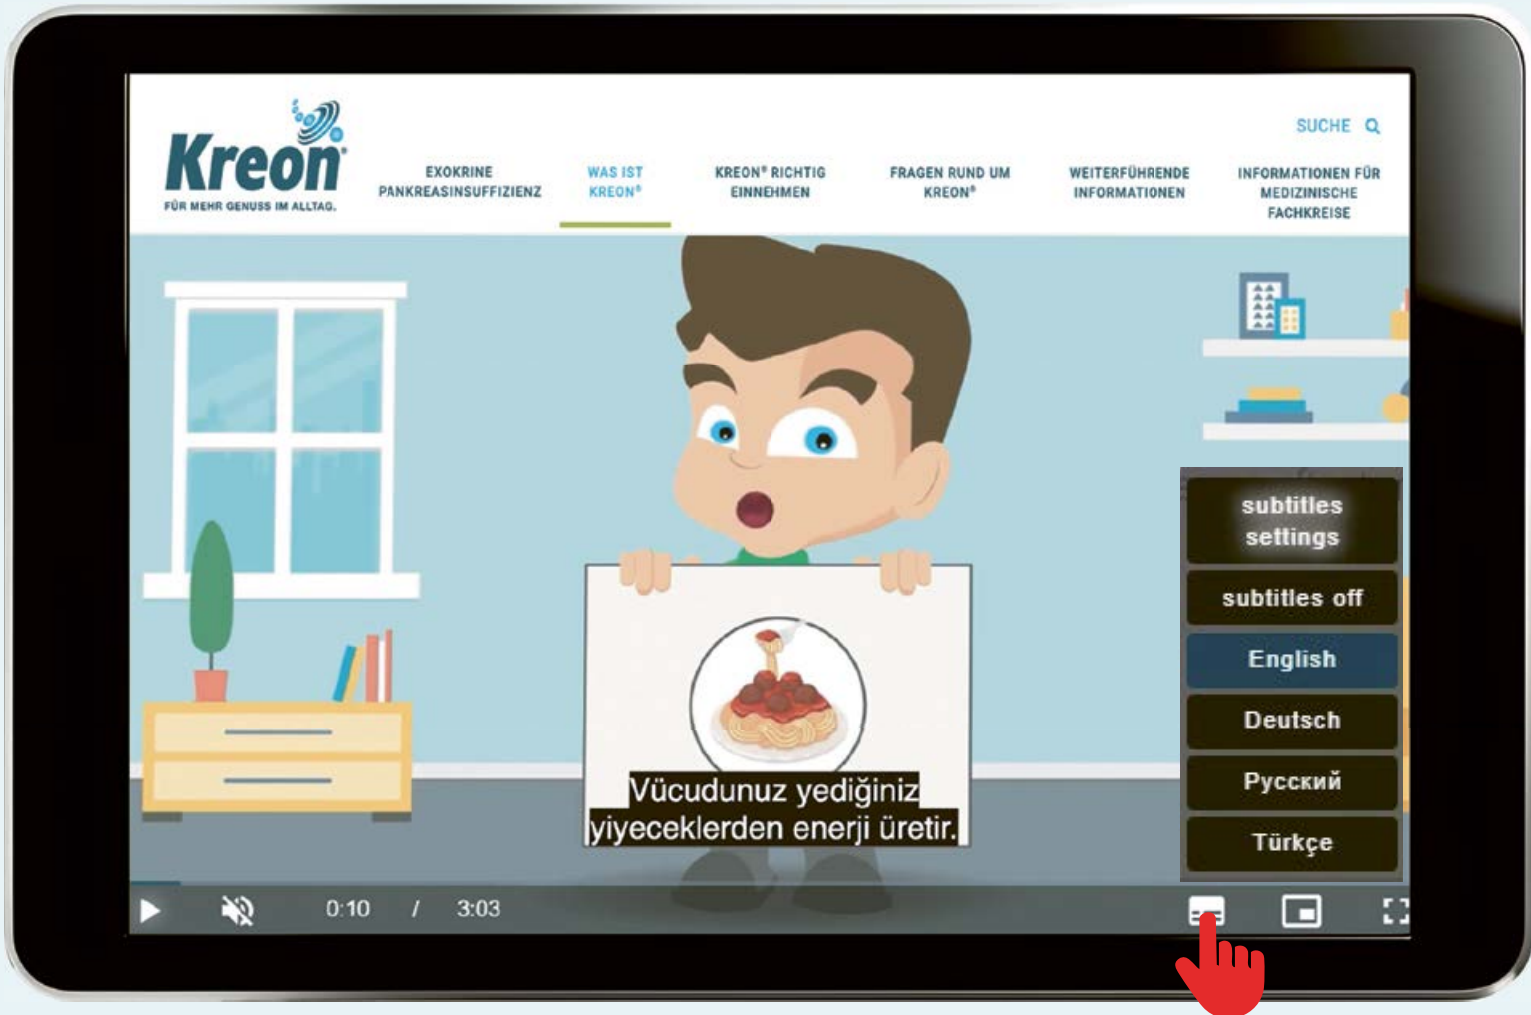 SUCHE
Kreon®
FÜR MEHR GENUSS IM ALLTAG.
EXOKRINE
PANKREASINSUFFIZIENZ
WAS IST
KREON®
KREON® RICHTIG
EINNEHMEN
FRAGEN RUND UM
KREON®
WEITERFÜHRENDE
INFORMATIONEN
INFORMATIONEN FÜR
MEDIZINISCHE
FACHKREISE
subtitles
settings
subtitles off
English
Deutsch
Русский
Türkçe
Vücudunuz yediğiniz
yiyeceklerden enerji üretir.
0:10 / 3:03